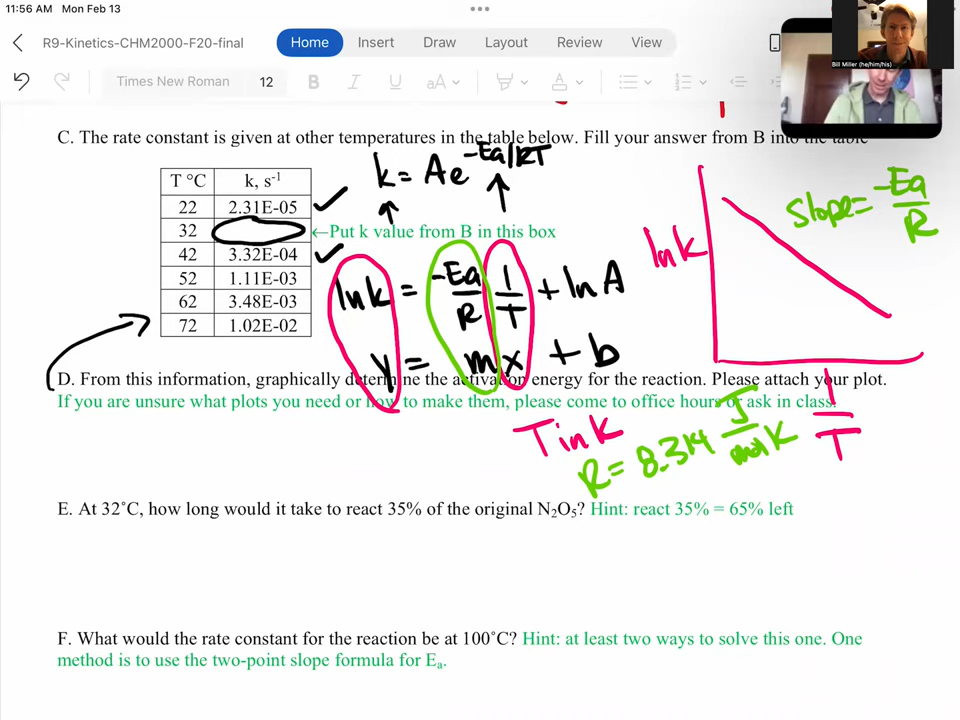 11:56 AM Mon Feb 13
R9-Kinetics-CHM2000-F20-final
Home Insert Draw Layout Review View
Times New Roman 12 B I U aA A
Bill Miller (he/him/his)
C. The rate constant is given at other temperatures in the table below. Fill your answer from B into the table
T °C k, s⁻¹
22 2.31E-05
32
←Put k value from B in this box
42 3.32E-04
52 1.11E-03
62 3.48E-03
72 1.02E-02
k = Ae^-Ea/RT
ln k = -Ea/R 1/T + ln A
y = mx + b
ln k
Slope = -Ea/R
1/T
D. From this information, graphically determine the activation energy for the reaction. Please attach your plot.
If you are unsure what plots you need or how to make them, please come to office hours or ask in class.
T in K
R = 8.314 J/mol K
E. At 32˚C, how long would it take to react 35% of the original N₂O₅? Hint: react 35% = 65% left
F. What would the rate constant for the reaction be at 100˚C? Hint: at least two ways to solve this one. One
method is to use the two-point slope formula for Eₐ.